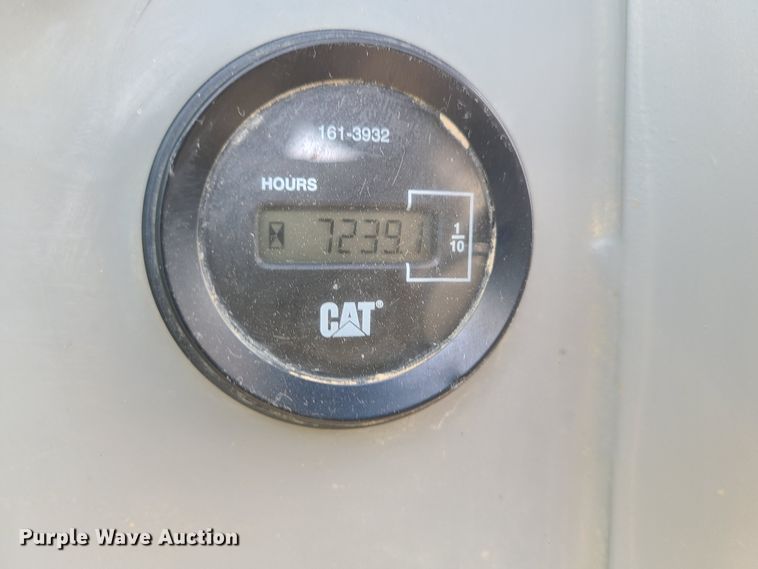 161-3932
HOURS
7239.1
1/10
CAT®
Purple Wave Auction